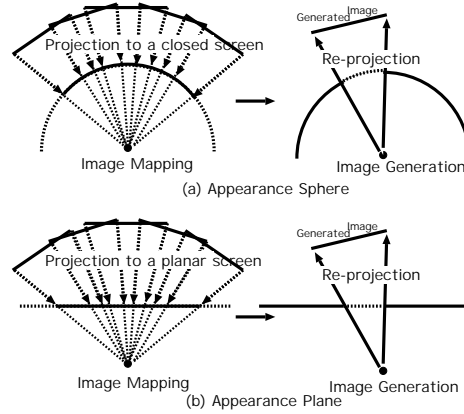 Projection to a closed screen
Image Mapping
Generated Image
Re-projection
Image Generation
(a) Appearance Sphere
Projection to a planar screen
Image Mapping
Generated Image
Re-projection
Image Generation
(b) Appearance Plane